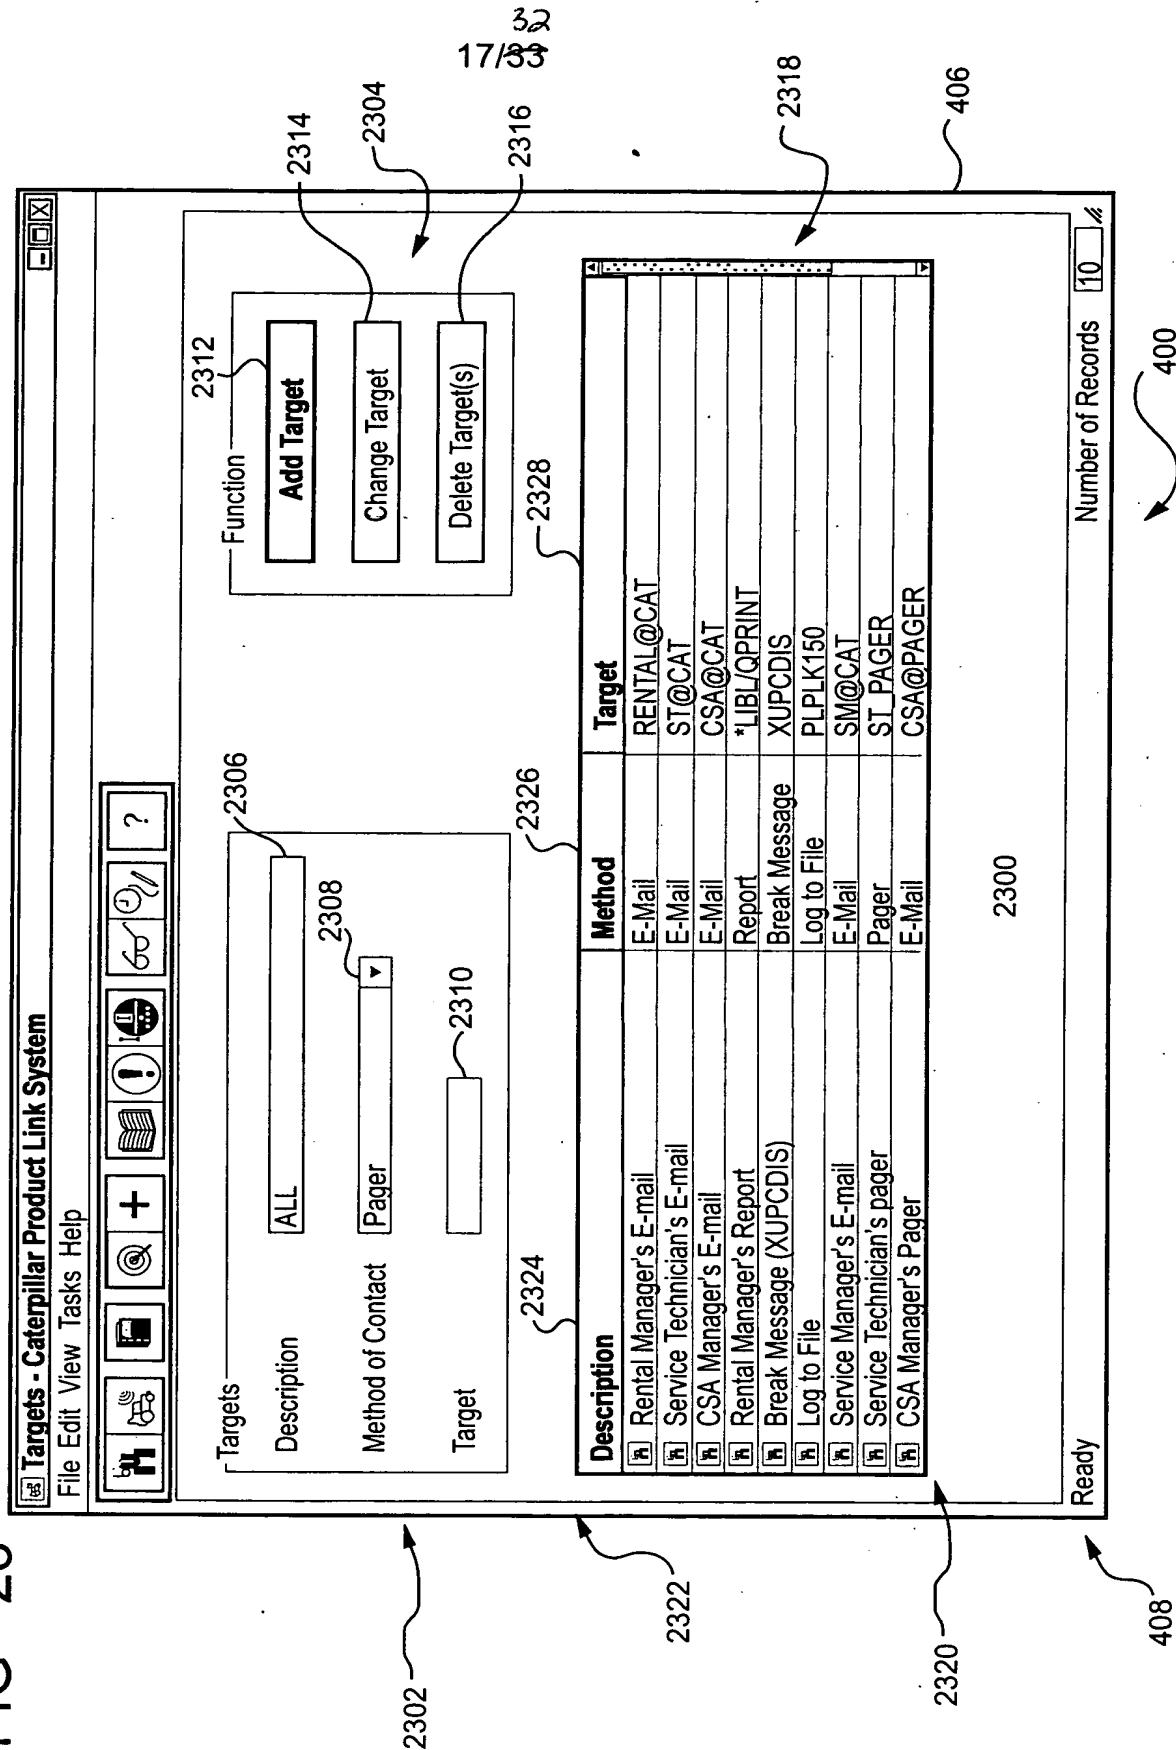 32
17/33
Targets - Caterpillar Product Link System
File Edit View Tasks Help
?
Targets
Description
ALL
2306
Method of Contact
Pager
2308
Target
2310
Function
2312
Add Target
2314
Change Target
2304
Delete Target(s)
2316
2302
2324
2326
2328
Description Method Target
Rental Manager's E-mail E-Mail RENTAL@CAT
Service Technician's E-mail E-Mail ST@CAT
CSA Manager's E-mail E-Mail CSA@CAT
Rental Manager's Report Report *LIBL/QPRINT
Break Message (XUPCDIS) Break Message XUPCDIS
Log to File Log to File PLPLK150
Service Manager's E-mail E-Mail SM@CAT
Service Technician's pager Pager ST_PAGER
CSA Manager's Pager E-Mail CSA@PAGER
2318
2322
2320
2300
406
Ready
Number of Records 10
408
400